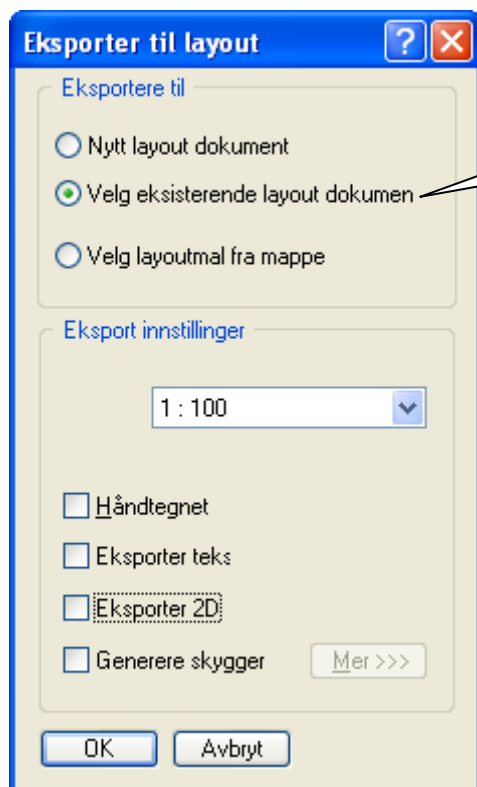 Eksporter til layout
Eksportere til
Nytt layout dokument
Velg eksisterende layout dokumen
Velg layoutmal fra mappe
Eksport innstillinger
1 : 100
Håndtegnet
Eksporter teks
Eksporter 2D
Generere skygger Mer >>>
OK Avbryt